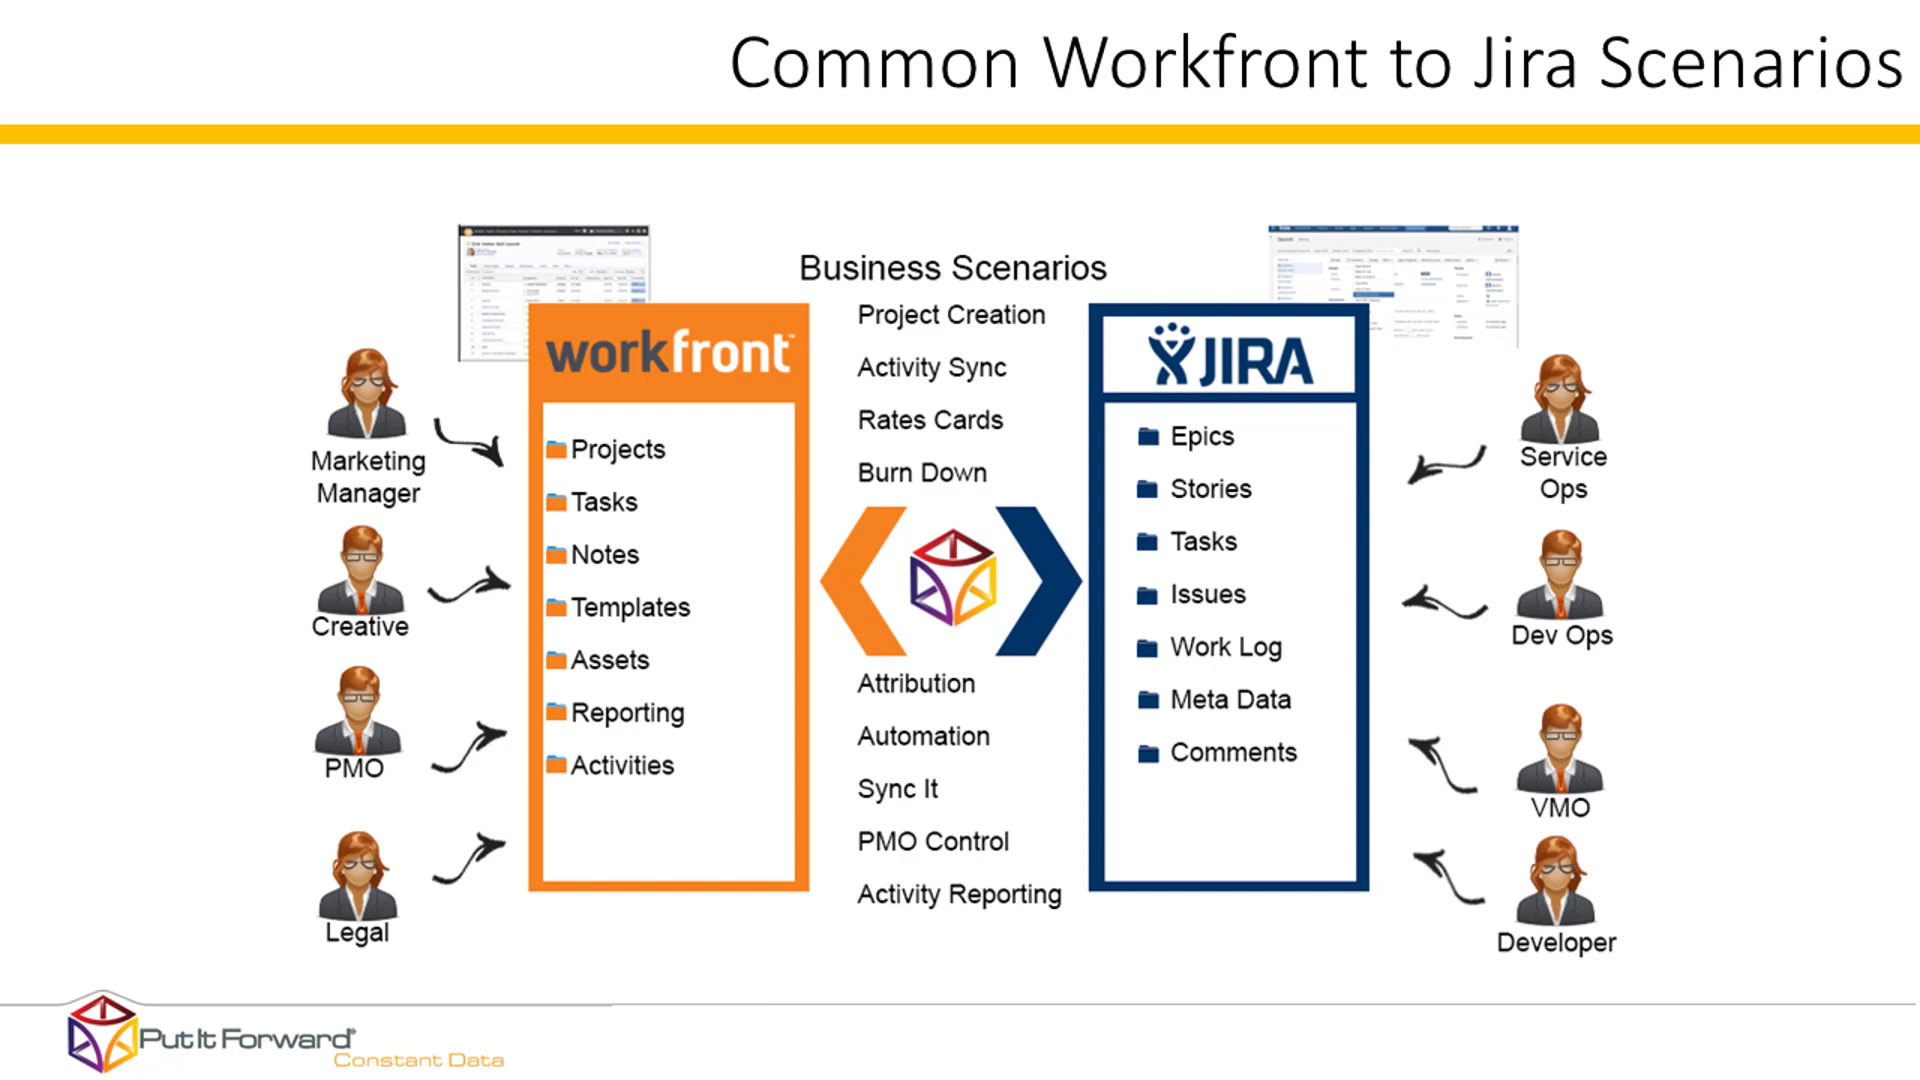 Common Workfront to Jira Scenarios
Business Scenarios
Project Creation
Activity Sync
Rates Cards
Burn Down
Attribution
Automation
Sync It
PMO Control
Activity Reporting
Marketing
Manager
Creative
PMO
Legal
workfront™
Projects
Tasks
Notes
Templates
Assets
Reporting
Activities
JIRA
Epics
Stories
Tasks
Issues
Work Log
Meta Data
Comments
Service
Ops
Dev Ops
VMO
Developer
Put It Forward®
Constant Data